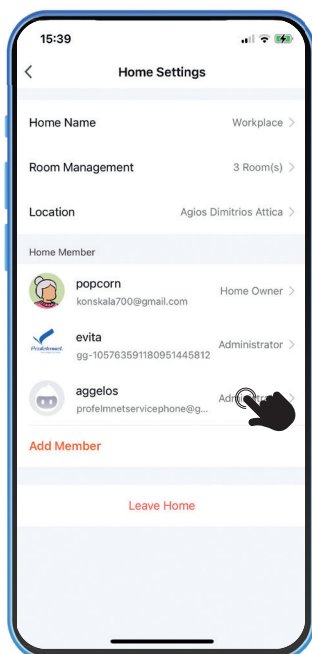 15:39
Home Settings
Home Name Workplace
Room Management 3 Room(s)
Location Agios Dimitrios Attica
Home Member
popcorn
konskala700@gmail.com
Home Owner
evita
gg-105763591180951445812
Administrator
Profelmnet
aggelos
profelmnetservicephone@g...
Add Member
Leave Home